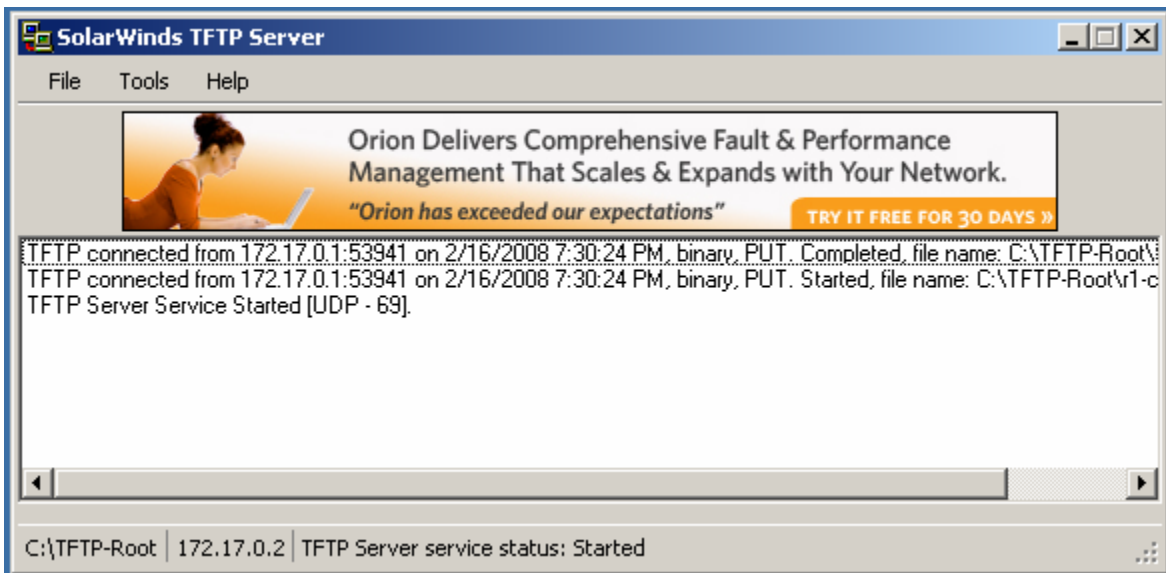 SolarWinds TFTP Server
File Tools Help
Orion Delivers Comprehensive Fault & Performance
Management That Scales & Expands with Your Network.
“Orion has exceeded our expectations”
TRY IT FREE FOR 30 DAYS »
TFTP connected from 172.17.0.1:53941 on 2/16/2008 7:30:24 PM, binary, PUT. Completed, file name: C:\TFTP-Root\
TFTP connected from 172.17.0.1:53941 on 2/16/2008 7:30:24 PM, binary, PUT. Started, file name: C:\TFTP-Root\r1-c
TFTP Server Service Started [UDP - 69].
C:\TFTP-Root 172.17.0.2 TFTP Server service status: Started